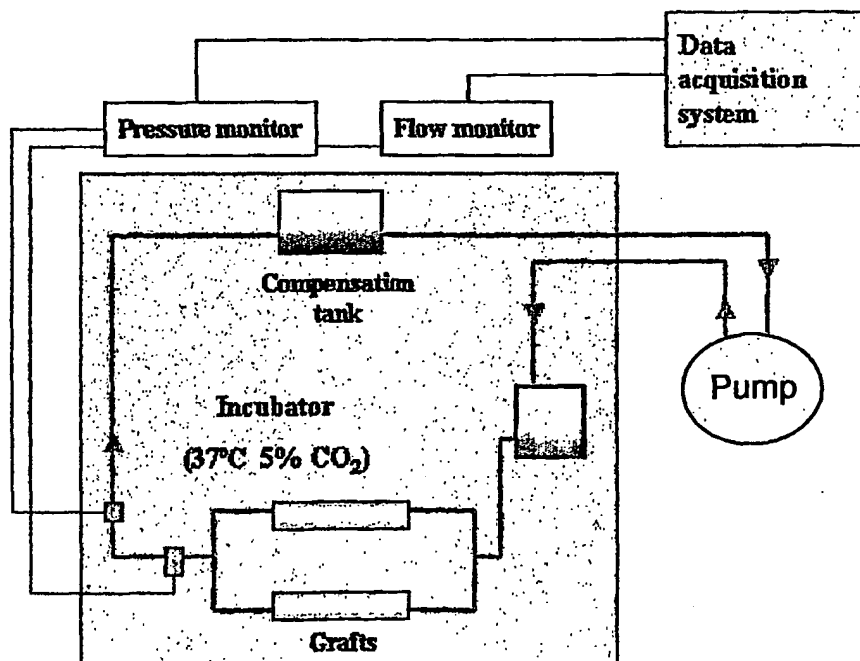 Data
acquisition
system
Pressure monitor
Flow monitor
Compensation
tank
Pump
Incubator
(37°C 5% CO₂)
Grafts